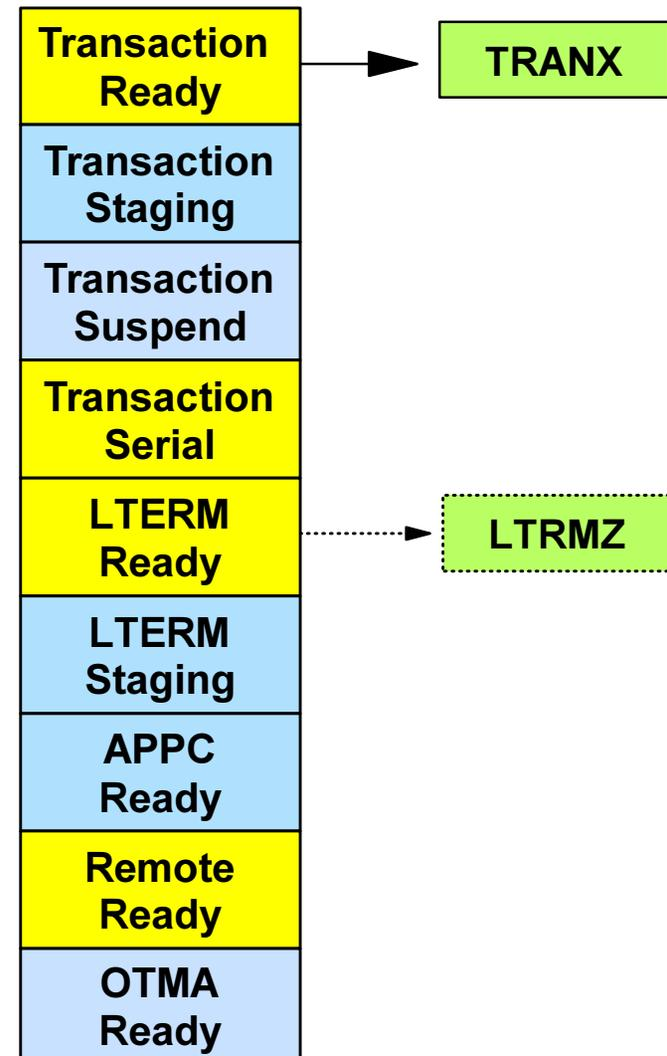 Transaction
Ready
TRANX
Transaction
Staging
Transaction
Suspend
Transaction
Serial
LTERM
Ready
LTRMZ
LTERM
Staging
APPC
Ready
Remote
Ready
OTMA
Ready